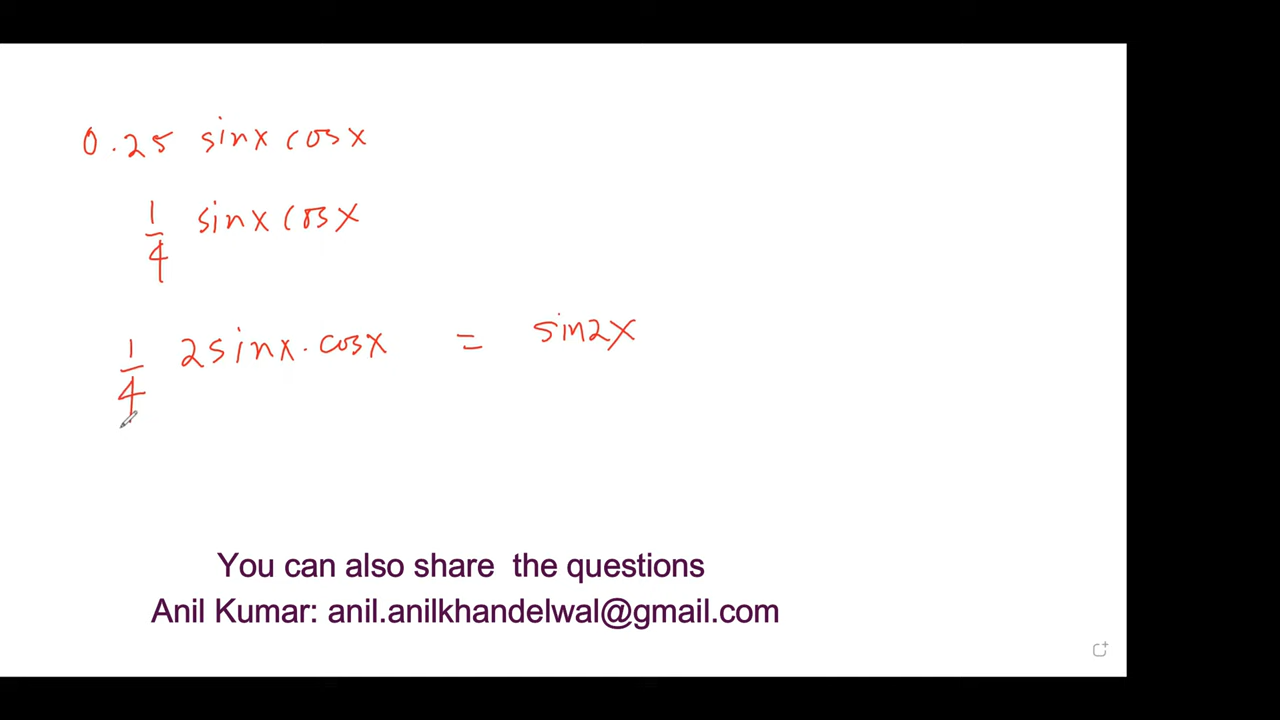 0.25 sinx cosx
1/4 sinx cosx
1/4 2sinx·cosx = sin2x
You can also share the questions
Anil Kumar: anil.anilkhandelwal@gmail.com